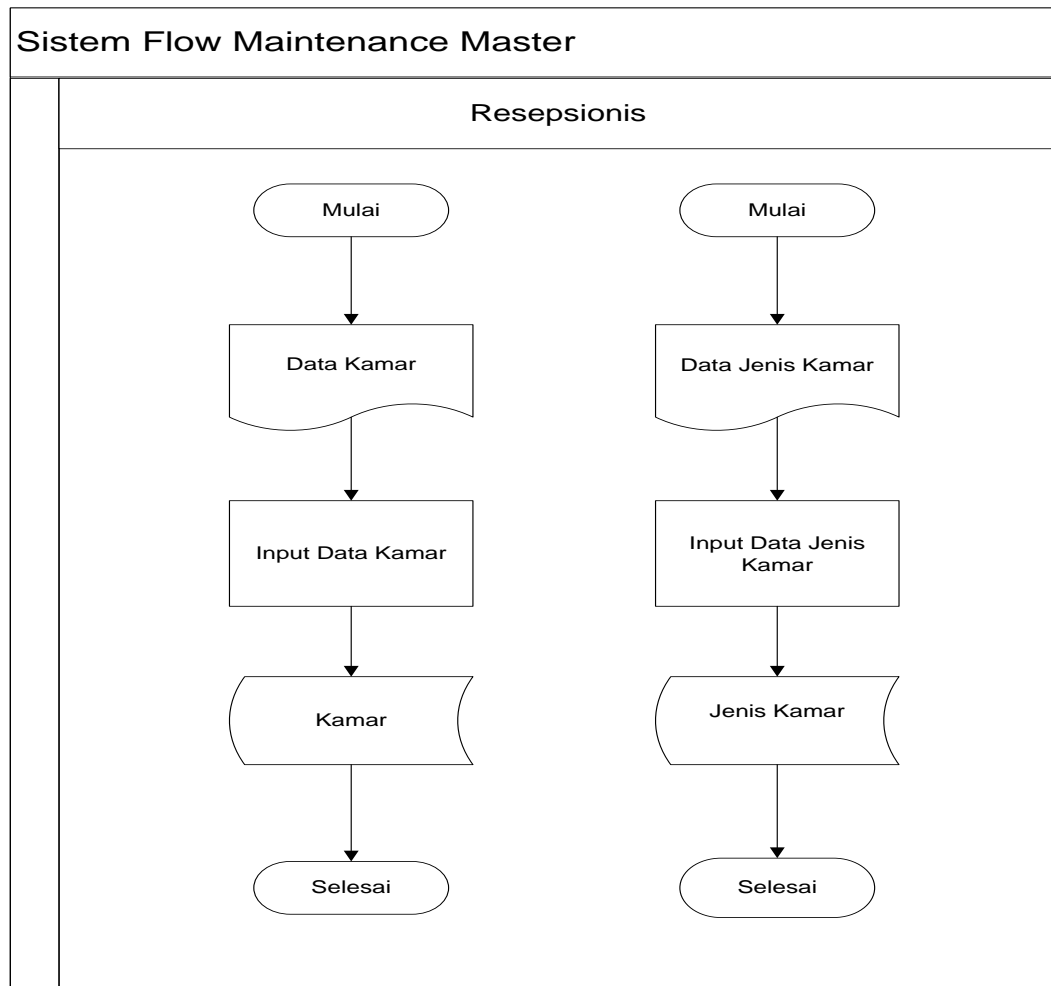 Sistem Flow Maintenance Master
Resepsionis
Mulai
Data Kamar
Input Data Kamar
Kamar
Selesai
Mulai
Data Jenis Kamar
Input Data Jenis
Kamar
Jenis Kamar
Selesai